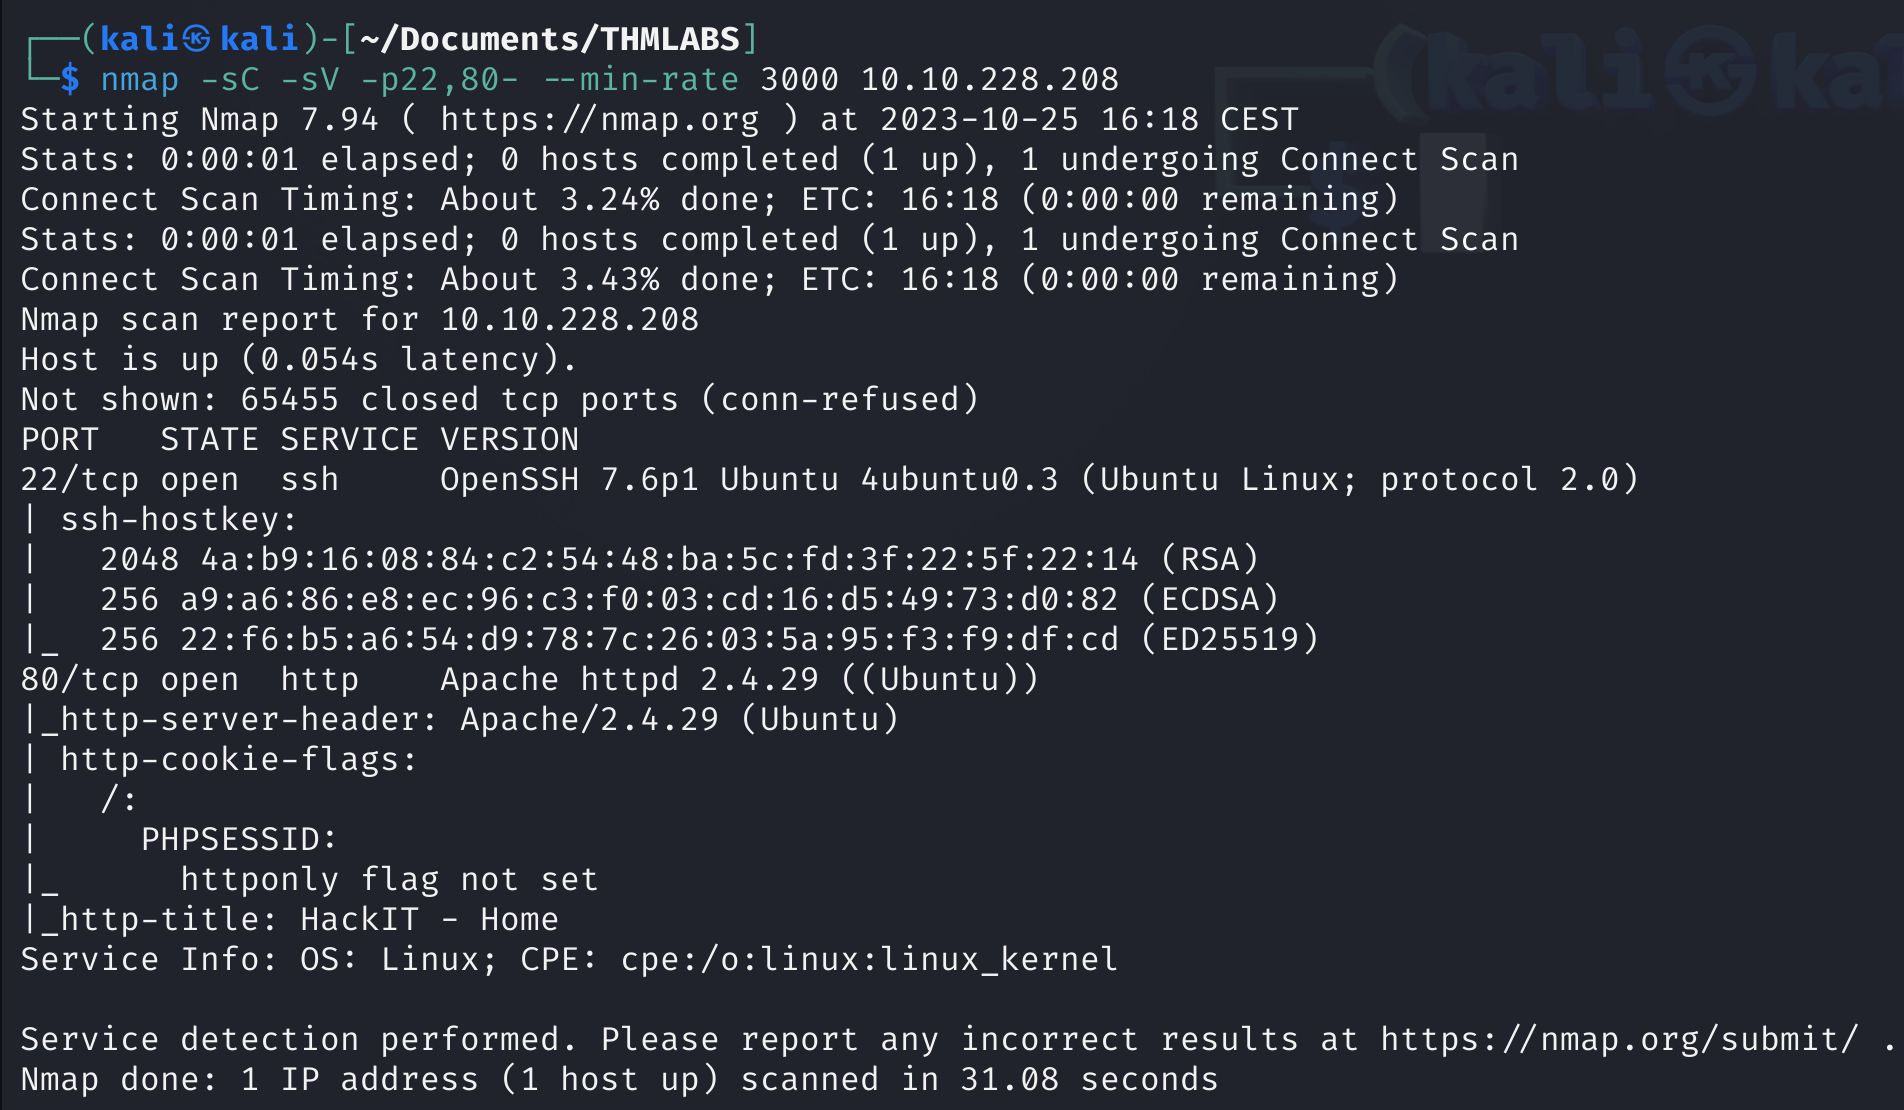 ┌──(kali㉿kali)-[~/Documents/THMLABS]
└─$ nmap -sC -sV -p22,80- --min-rate 3000 10.10.228.208
Starting Nmap 7.94 ( https://nmap.org ) at 2023-10-25 16:18 CEST
Stats: 0:00:01 elapsed; 0 hosts completed (1 up), 1 undergoing Connect Scan
Connect Scan Timing: About 3.24% done; ETC: 16:18 (0:00:00 remaining)
Stats: 0:00:01 elapsed; 0 hosts completed (1 up), 1 undergoing Connect Scan
Connect Scan Timing: About 3.43% done; ETC: 16:18 (0:00:00 remaining)
Nmap scan report for 10.10.228.208
Host is up (0.054s latency).
Not shown: 65455 closed tcp ports (conn-refused)
PORT   STATE SERVICE VERSION
22/tcp open  ssh     OpenSSH 7.6p1 Ubuntu 4ubuntu0.3 (Ubuntu Linux; protocol 2.0)
| ssh-hostkey:
|   2048 4a:b9:16:08:84:c2:54:48:ba:5c:fd:3f:22:5f:22:14 (RSA)
|   256 a9:a6:86:e8:ec:96:c3:f0:03:cd:16:d5:49:73:d0:82 (ECDSA)
|_  256 22:f6:b5:a6:54:d9:78:7c:26:03:5a:95:f3:f9:df:cd (ED25519)
80/tcp open  http    Apache httpd 2.4.29 ((Ubuntu))
|_http-server-header: Apache/2.4.29 (Ubuntu)
| http-cookie-flags:
|   /:
|     PHPSESSID:
|_      httponly flag not set
|_http-title: HackIT - Home
Service Info: OS: Linux; CPE: cpe:/o:linux:linux_kernel
Service detection performed. Please report any incorrect results at https://nmap.org/submit/ .
Nmap done: 1 IP address (1 host up) scanned in 31.08 seconds
(kali㉿ka